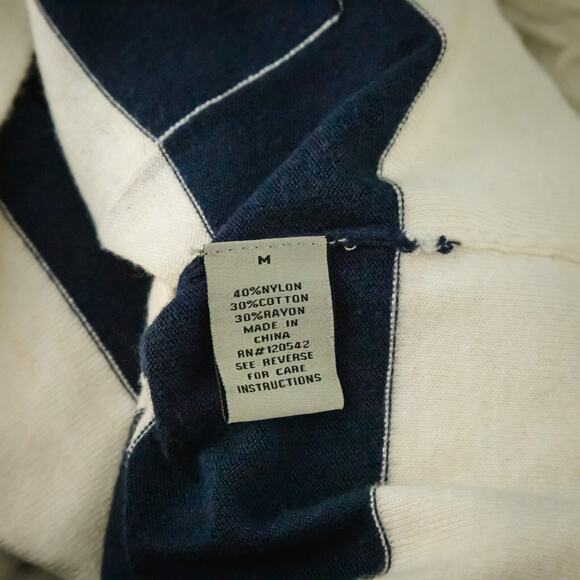 M
40%NYLON
30%COTTON
30%RAYON
MADE IN
CHINA
RN#120542
SEE REVERSE
FOR CARE
INSTRUCTIONS